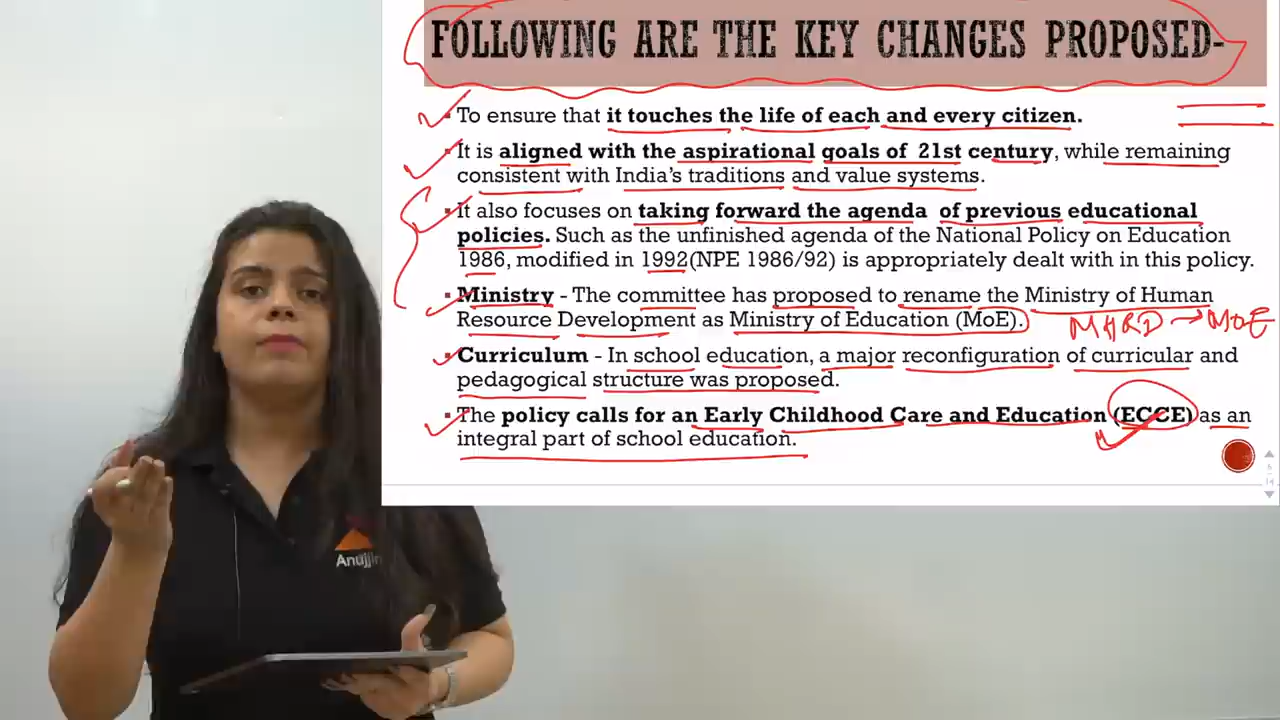 FOLLOWING ARE THE KEY CHANGES PROPOSED-
▪ To ensure that it touches the life of each and every citizen.
▪ It is aligned with the aspirational goals of 21st century, while remaining
consistent with India's traditions and value systems.
▪ It also focuses on taking forward the agenda of previous educational
policies. Such as the unfinished agenda of the National Policy on Education
1986, modified in 1992(NPE 1986/92) is appropriately dealt with in this policy.
▪ Ministry - The committee has proposed to rename the Ministry of Human
Resource Development as Ministry of Education (MoE).
MHRD → MOE
▪ Curriculum - In school education, a major reconfiguration of curricular and
pedagogical structure was proposed.
▪ The policy calls for an Early Childhood Care and Education (ECCE) as an
integral part of school education.